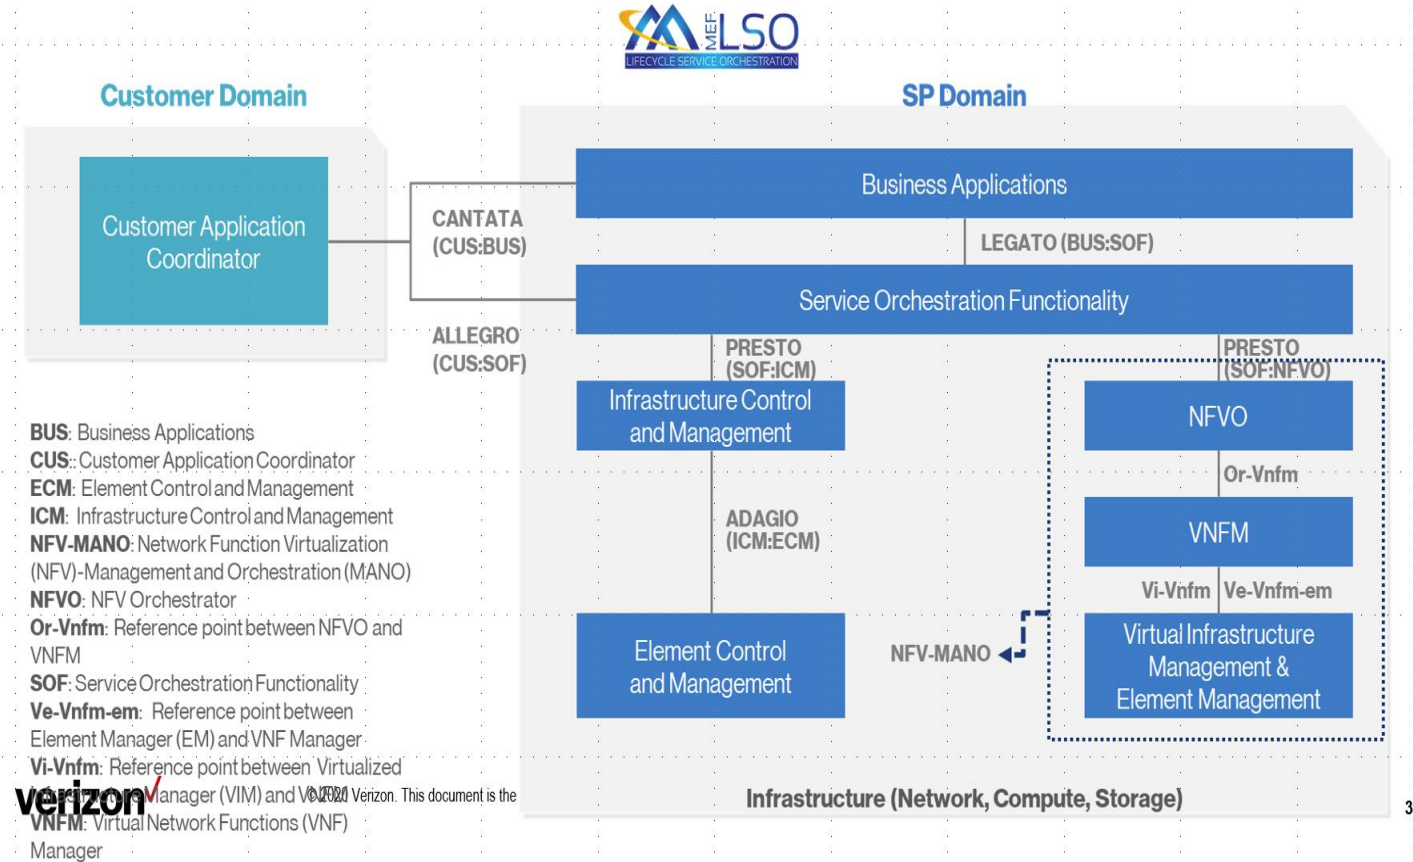 MEF LSO
LIFECYCLE SERVICE ORCHESTRATION
Customer Domain
SP Domain
Customer Application
Coordinator
CANTATA
(CUS:BUS)
ALLEGRO
(CUS:SOF)
Business Applications
LEGATO (BUS:SOF)
Service Orchestration Functionality
PRESTO
(SOF:ICM)
PRESTO
(SOF:NFVO)
Infrastructure Control
and Management
NFVO
Or-Vnfm
ADAGIO
(ICM:ECM)
VNFM
Vi-Vnfm
Ve-Vnfm-em
Element Control
and Management
NFV-MANO
Virtual Infrastructure
Management &
Element Management
Infrastructure (Network, Compute, Storage)
BUS: Business Applications
CUS:: Customer Application Coordinator
ECM: Element Control and Management
ICM: Infrastructure Control and Management
NFV-MANO: Network Function Virtualization
(NFV)-Management and Orchestration (MANO)
NFVO: NFV Orchestrator
Or-Vnfm: Reference point between NFVO and
VNFM
SOF: Service Orchestration Functionality
Ve-Vnfm-em: Reference point between
Element Manager (EM) and VNF Manager
Vi-Vnfm: Reference point between Virtualized
Infrastructure Manager (VIM) and VNFM
VNFM: Virtual Network Functions (VNF)
Manager
verizon
© 2020 Verizon. This document is the
3